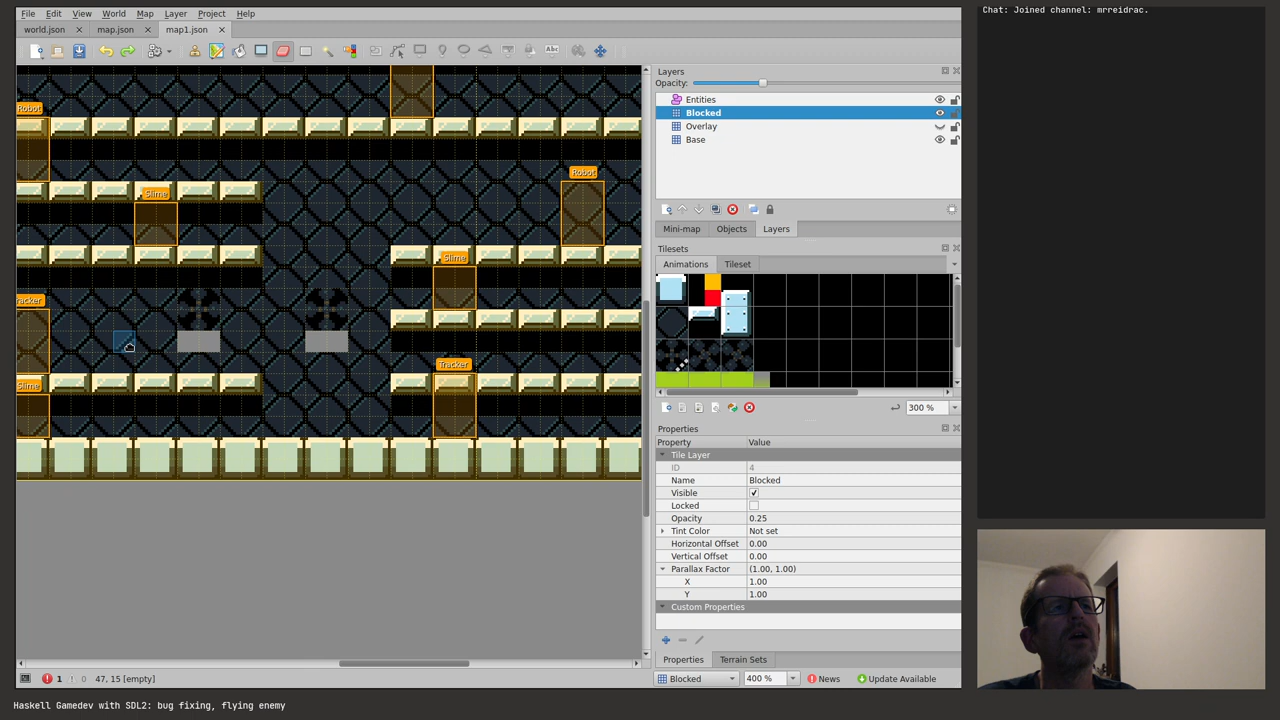 File Edit View World Map Layer Project Help
world.json map.json map1.json
Robot
Robot
Slime
Slime
Tracker
Slime
47, 15 [empty]
1 0
Layers
Opacity:
Entities
Blocked
Overlay
Base
Mini-map Objects Layers
Tilesets
Animations Tileset
300 %
Properties
Property Value
Tile Layer
ID 4
Name Blocked
Visible
Locked
Opacity 0.25
Tint Color Not set
Horizontal Offset 0.00
Vertical Offset 0.00
Parallax Factor (1.00, 1.00)
X 1.00
Y 1.00
Custom Properties
Properties Terrain Sets
Blocked 400 % News Update Available
Chat: Joined channel: mrreidrac.
Haskell Gamedev with SDL2: bug fixing, flying enemy